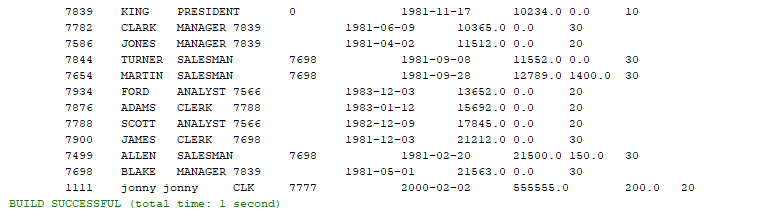 7839 KING PRESIDENT 0 1981-11-17 10234.0 0.0 10
7782 CLARK MANAGER 7839 1981-06-09 10365.0 0.0 30
7586 JONES MANAGER 7839 1981-04-02 11512.0 0.0 20
7844 TURNER SALESMAN 7698 1981-09-08 11552.0 0.0 30
7654 MARTIN SALESMAN 7698 1981-09-28 12789.0 1400.0 30
7934 FORD ANALYST 7566 1983-12-03 13652.0 0.0 20
7876 ADAMS CLERK 7788 1983-01-12 15692.0 0.0 20
7788 SCOTT ANALYST 7566 1982-12-09 17845.0 0.0 20
7900 JAMES CLERK 7698 1981-12-03 21212.0 0.0 30
7499 ALLEN SALESMAN 7698 1981-02-20 21500.0 150.0 30
7698 BLAKE MANAGER 7839 1981-05-01 21563.0 0.0 30
1111 jonny jonny CLK 7777 2000-02-02 555555.0 200.0 20
BUILD SUCCESSFUL (total time: 1 second)